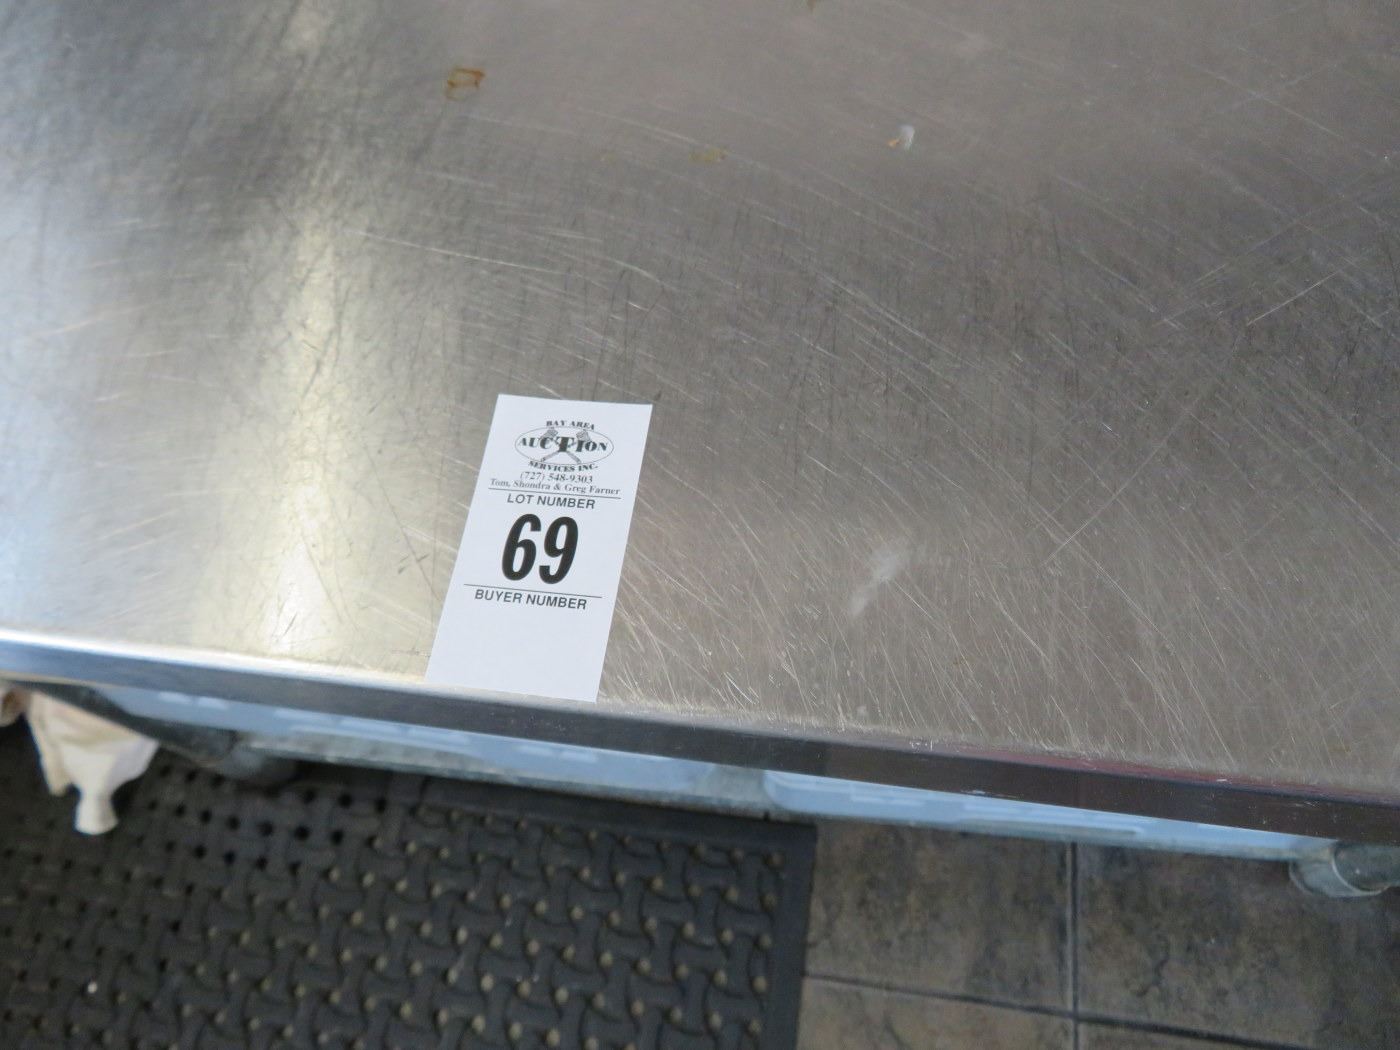 BAY AREA
AUCTION
SERVICES INC.
(727) 548-9303
Tom, Shondra & Greg Farner
LOT NUMBER
69
BUYER NUMBER